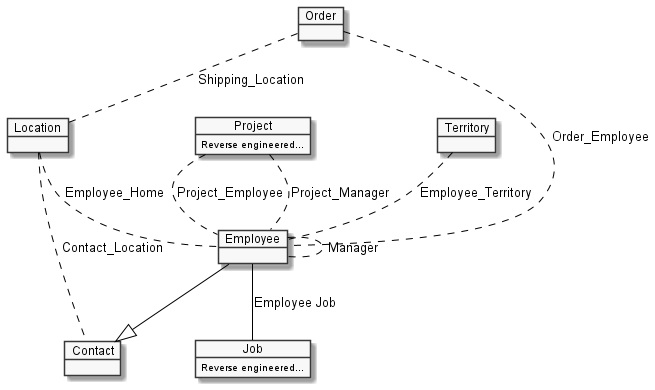 Order
Shipping_Location
Location
Project
Reverse engineered...
Territory
Order_Employee
Employee_Home
Project_Employee
Project_Manager
Employee_Territory
Employee
Manager
Contact_Location
Employee Job
Contact
Job
Reverse engineered...